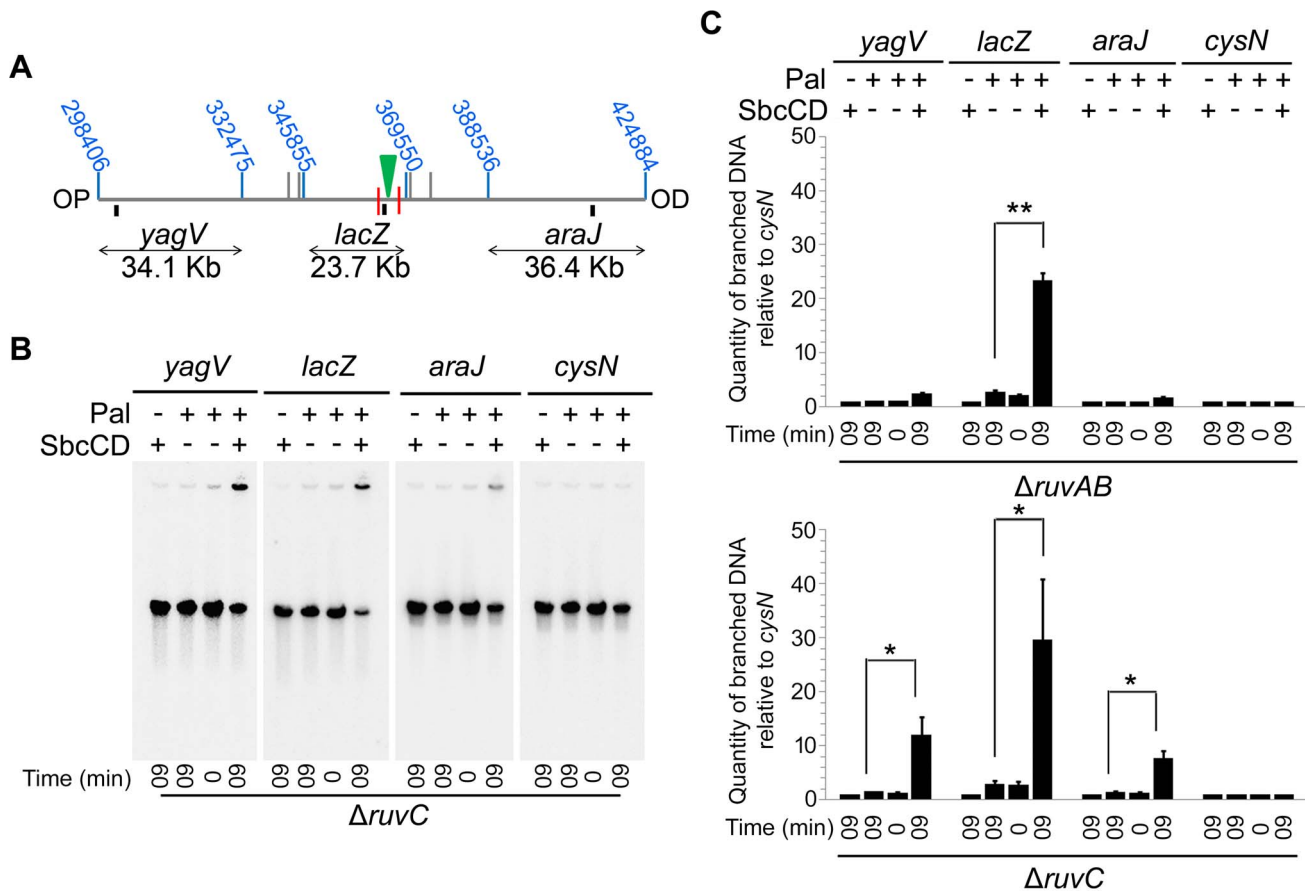 A
298406
332475
345855
369550
388536
424884
OP
OD
yagV
lacZ
araJ
34.1 Kb
23.7 Kb
36.4 Kb
B
yagV lacZ araJ cysN
Pal - + + + - + + + - + + + - + + +
SbcCD + - - + + - - + + - - + + - - +
Time (min) 60 60 0 60 60 60 0 60 60 60 0 60 60 60 0 60
ΔruvC
C
yagV lacZ araJ cysN
Pal - + + + - + + + - + + + - + + +
SbcCD + - - + + - - + + - - + + - - +
Quantity of branched DNA
relative to cysN
50
40
30
20
10
0
**
Time (min) 60 60 0 60 60 60 0 60 60 60 0 60 60 60 0 60
ΔruvAB
Quantity of branched DNA
relative to cysN
50
40
30
20
10
0
*
*
*
Time (min) 60 60 0 60 60 60 0 60 60 60 0 60 60 60 0 60
ΔruvC